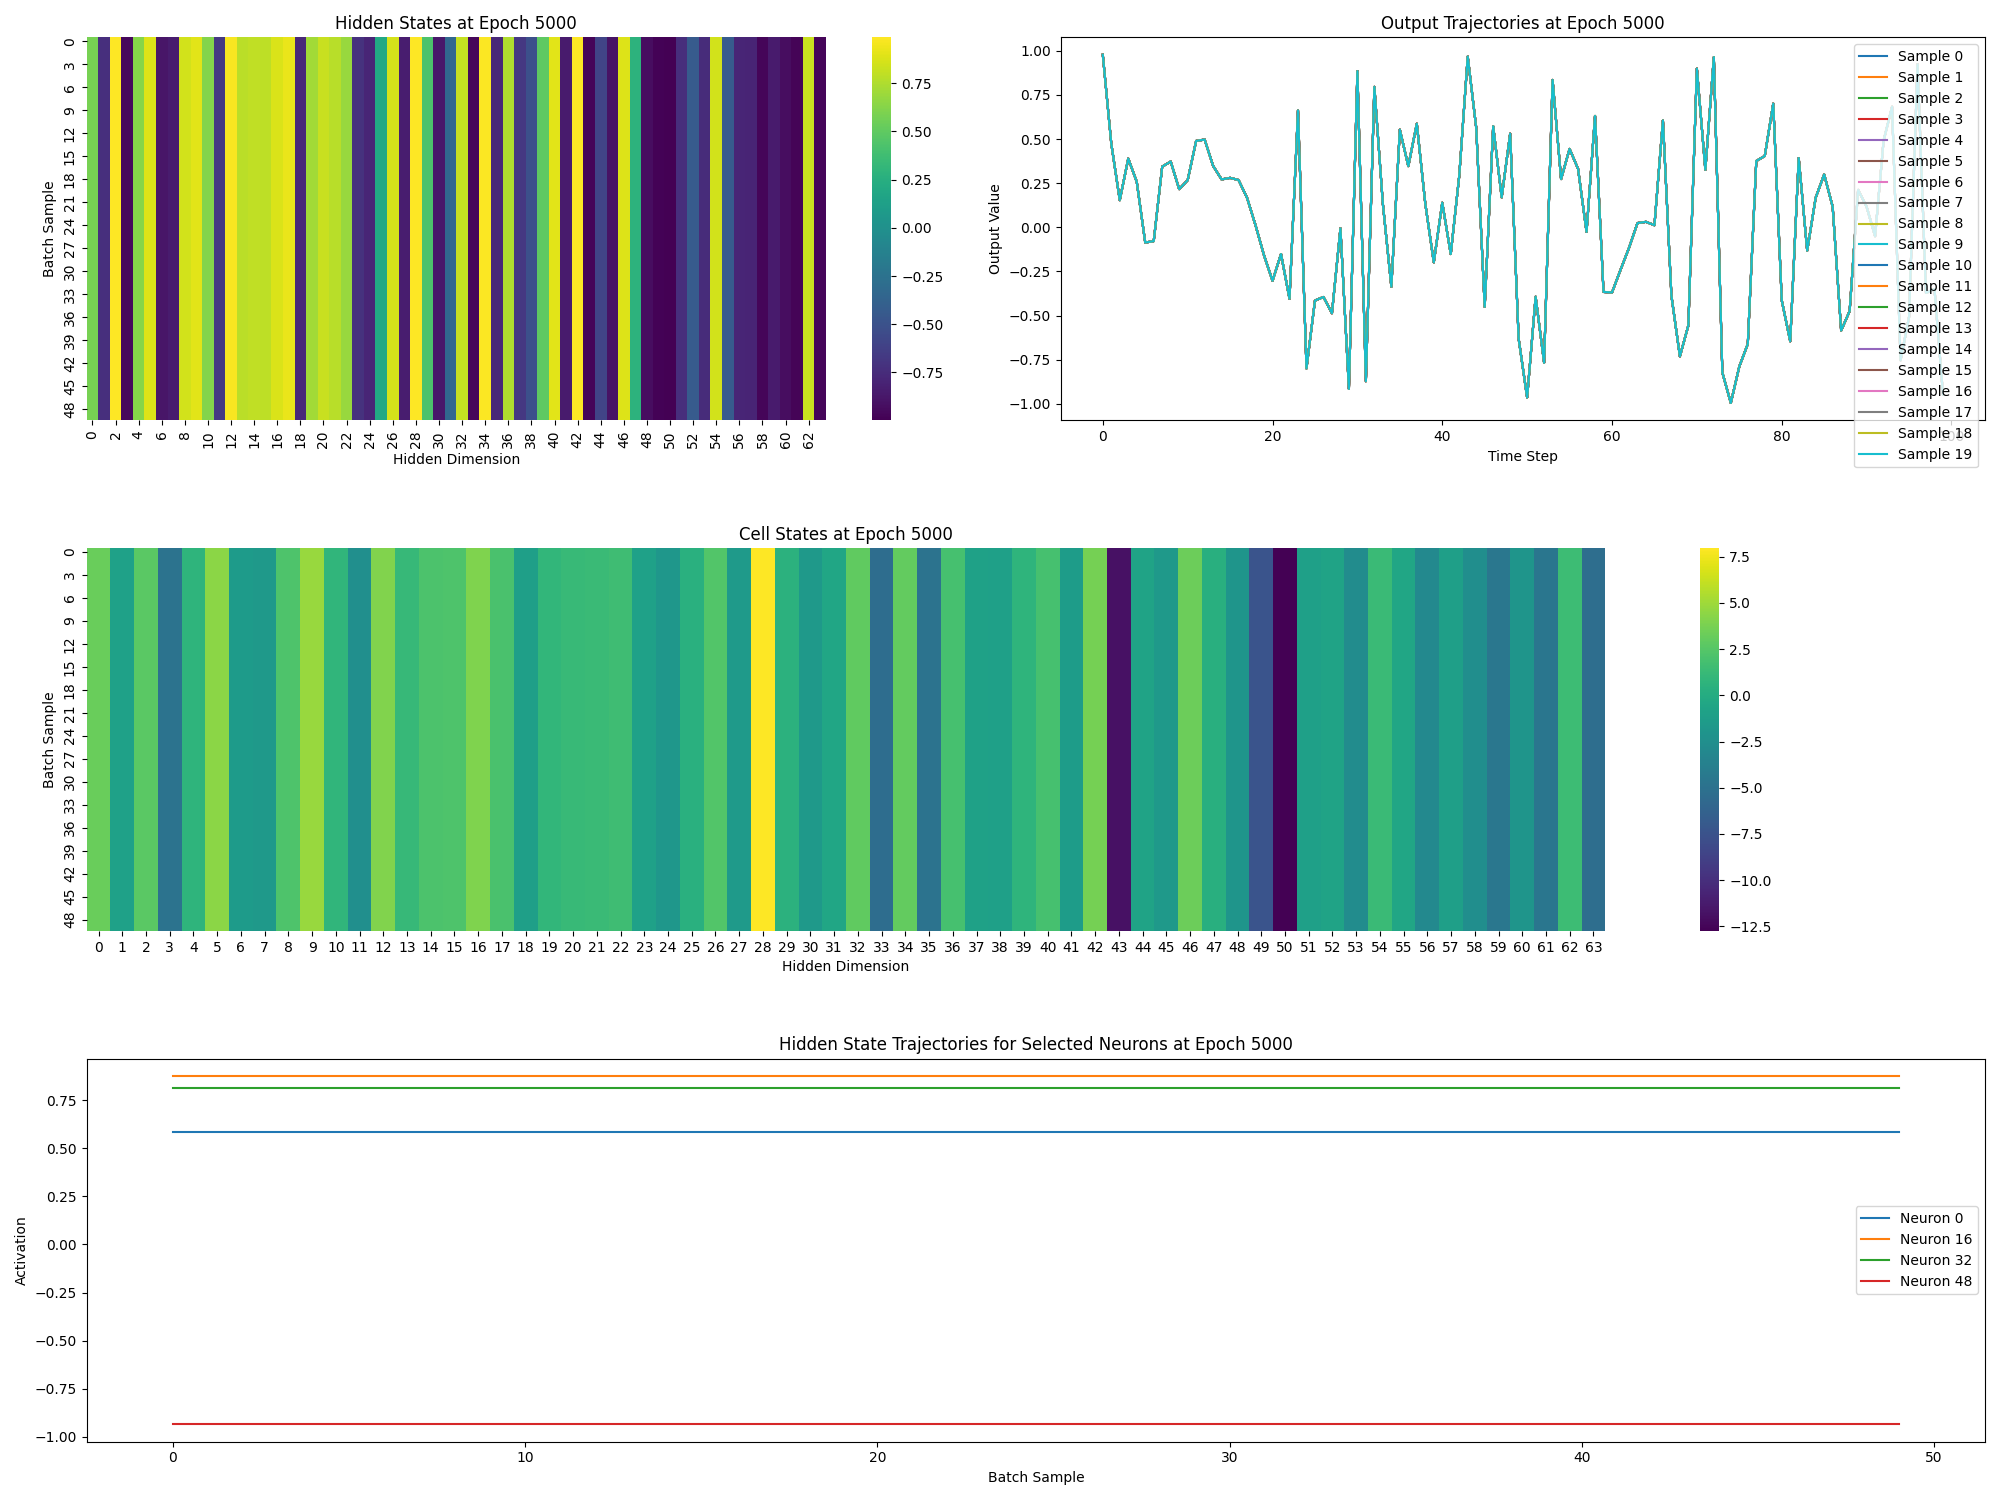 Hidden States at Epoch 5000
0
3
6
9
12
15
18
21
24
27
30
33
36
39
42
45
48
Batch Sample
0 2 4 6 8 10 12 14 16 18 20 22 24 26 28 30 32 34 36 38 40 42 44 46 48 50 52 54 56 58 60 62
Hidden Dimension
0.75
0.50
0.25
0.00
−0.25
−0.50
−0.75
Output Trajectories at Epoch 5000
1.00
0.75
0.50
0.25
0.00
−0.25
−0.50
−0.75
−1.00
Output Value
0 20 40 60 80 100
Time Step
Sample 0
Sample 1
Sample 2
Sample 3
Sample 4
Sample 5
Sample 6
Sample 7
Sample 8
Sample 9
Sample 10
Sample 11
Sample 12
Sample 13
Sample 14
Sample 15
Sample 16
Sample 17
Sample 18
Sample 19
Cell States at Epoch 5000
0
3
6
9
12
15
18
21
24
27
30
33
36
39
42
45
48
Batch Sample
0 1 2 3 4 5 6 7 8 9 10 11 12 13 14 15 16 17 18 19 20 21 22 23 24 25 26 27 28 29 30 31 32 33 34 35 36 37 38 39 40 41 42 43 44 45 46 47 48 49 50 51 52 53 54 55 56 57 58 59 60 61 62 63
Hidden Dimension
7.5
5.0
2.5
0.0
−2.5
−5.0
−7.5
−10.0
−12.5
Hidden State Trajectories for Selected Neurons at Epoch 5000
0.75
0.50
0.25
0.00
−0.25
−0.50
−0.75
−1.00
Activation
0 10 20 30 40 50
Batch Sample
Neuron 0
Neuron 16
Neuron 32
Neuron 48